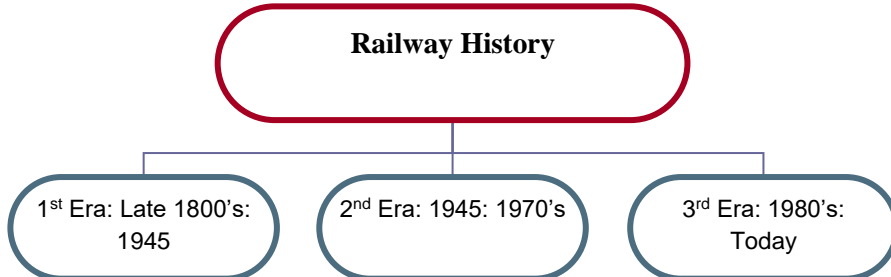 Railway History
1st Era: Late 1800's:
1945
2nd Era: 1945: 1970's
3rd Era: 1980's:
Today